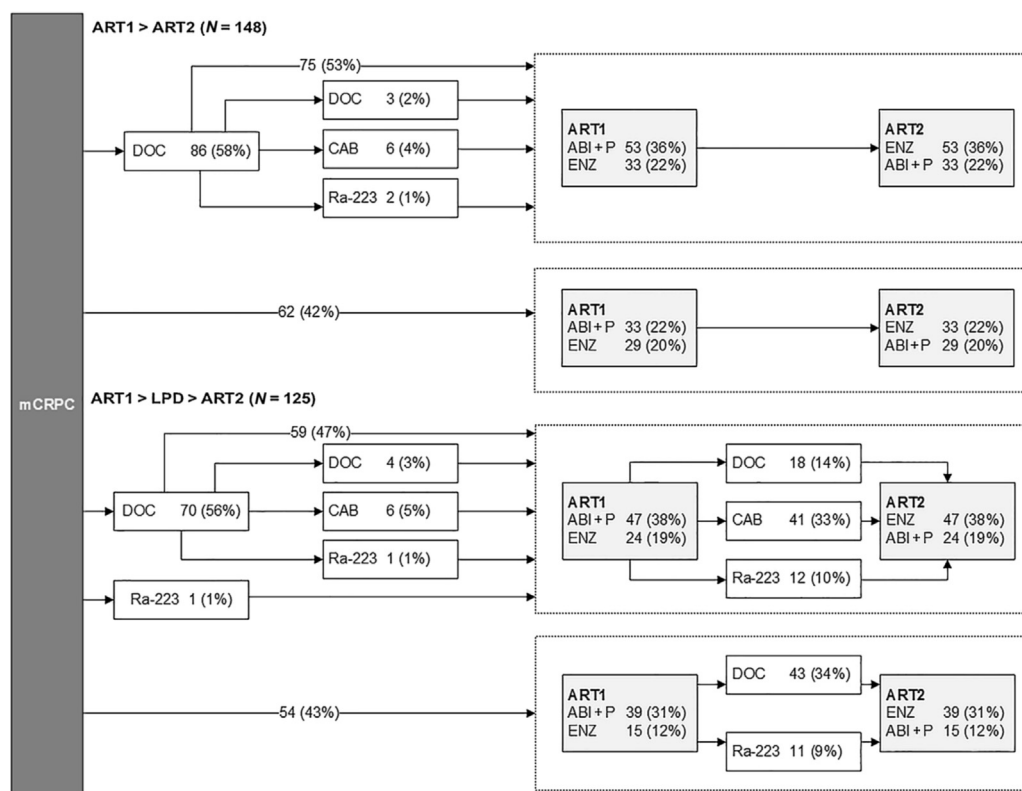 mCRPC
ART1 > ART2 (N = 148)
75 (53%)
DOC 86 (58%)
DOC 3 (2%)
CAB 6 (4%)
Ra-223 2 (1%)
ART1
ABI+P 53 (36%)
ENZ 33 (22%)
ART2
ENZ 53 (36%)
ABI+P 33 (22%)
62 (42%)
ART1
ABI+P 33 (22%)
ENZ 29 (20%)
ART2
ENZ 33 (22%)
ABI+P 29 (20%)
ART1 > LPD > ART2 (N = 125)
59 (47%)
DOC 70 (56%)
DOC 4 (3%)
CAB 6 (5%)
Ra-223 1 (1%)
Ra-223 1 (1%)
ART1
ABI+P 47 (38%)
ENZ 24 (19%)
DOC 18 (14%)
CAB 41 (33%)
Ra-223 12 (10%)
ART2
ENZ 47 (38%)
ABI+P 24 (19%)
54 (43%)
ART1
ABI+P 39 (31%)
ENZ 15 (12%)
DOC 43 (34%)
Ra-223 11 (9%)
ART2
ENZ 39 (31%)
ABI+P 15 (12%)